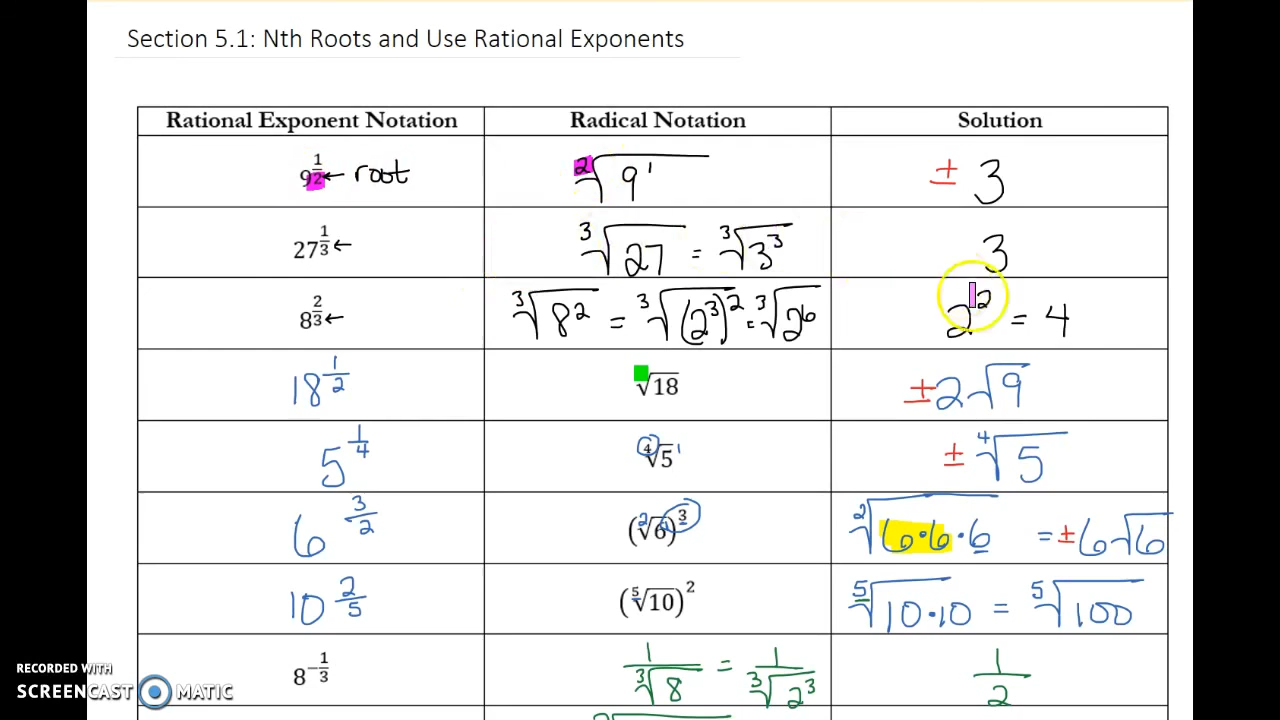 Section 5.1: Nth Roots and Use Rational Exponents
Rational Exponent Notation Radical Notation Solution
9^(1/2) ← root ²√9¹ ± 3
27^(1/3) ← ³√27 = ³√3³ 3
8^(2/3) ← ³√8² = ³√(2³)² = ³√2⁶ 2² = 4
18^(1/2) √18 ±2√9
5^(1/4) ⁴√5¹ ± ⁴√5
6^(3/2) (²√6)³ ²√6·6·6 = ±6√6
10^(2/5) (⁵√10)² ⁵√10·10 = ⁵√100
8^(-1/3) 1/³√8 = 1/³√2³ 1/2
RECORDED WITH
SCREENCAST MATIC